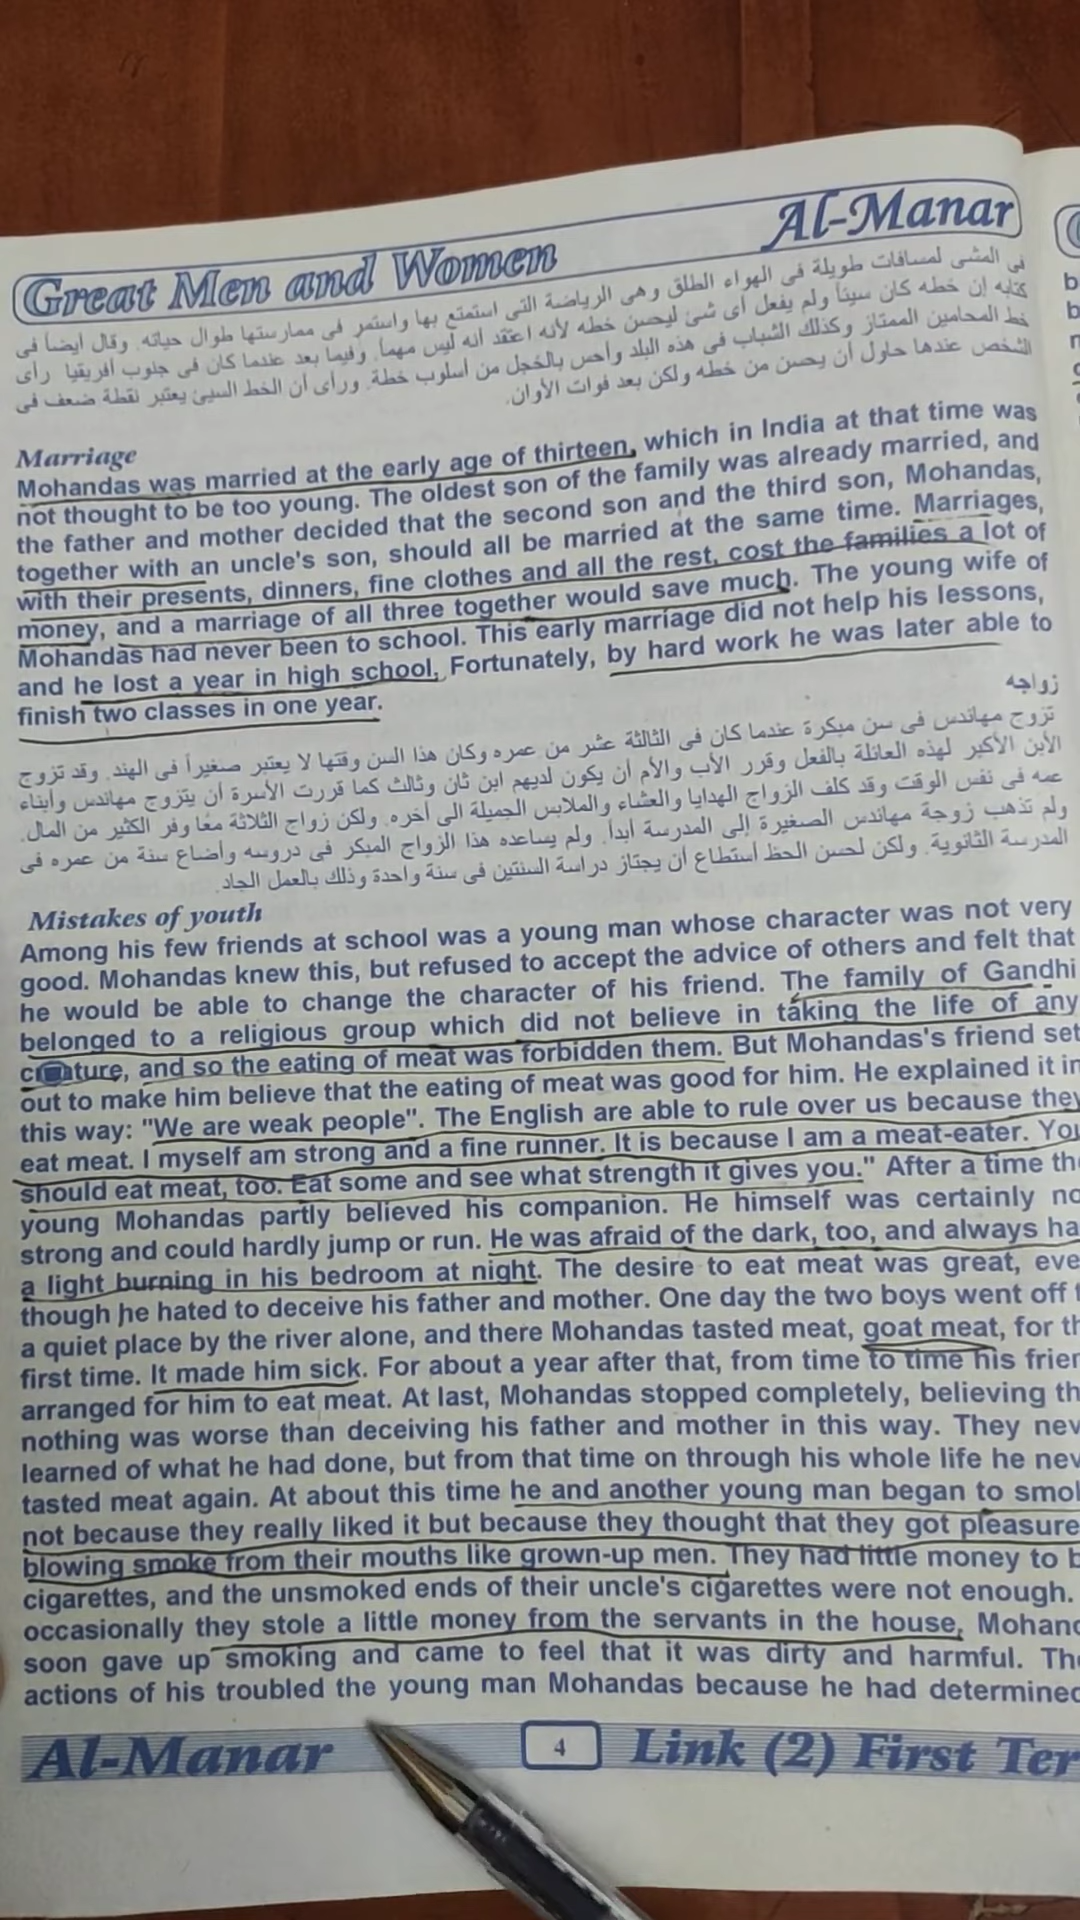 Great Men and Women
Al-Manar
فى المشى لمسافات طويلة فى الهواء الطلق وهى الرياضة التى استمتع بها واستمر فى ممارستها طوال حياته. وقال أيضاً فى
كتابه إن خطه كان سيئاً ولم يفعل أى شئ ليحسن خطه لأنه اعتقد أنه ليس مهماً. وفيما بعد عندما كان فى جنوب أفريقيا رأى
خط المحامين الممتاز وكذلك الشباب فى هذه البلد وأحس بالخجل من أسلوب خطة. ورأى أن الخط السيئ يعتبر نقطة ضعف فى
الشخص عندها حاول أن يحسن من خطه ولكن بعد فوات الأوان.
Marriage
Mohandas was married at the early age of thirteen, which in India at that time was
not thought to be too young. The oldest son of the family was already married, and
the father and mother decided that the second son and the third son, Mohandas,
together with an uncle's son, should all be married at the same time. Marriages,
with their presents, dinners, fine clothes and all the rest, cost the families a lot of
money, and a marriage of all three together would save much. The young wife of
Mohandas had never been to school. This early marriage did not help his lessons,
and he lost a year in high school. Fortunately, by hard work he was later able to
finish two classes in one year.
زواجه
تزوج مهاندس فى سن مبكرة عندما كان فى الثالثة عشر من عمره وكان هذا السن وقتها لا يعتبر صغيراً فى الهند. وقد تزوج
الأبن الأكبر لهذه العائلة بالفعل وقرر الأب والأم أن يكون لديهم ابن ثان وثالث كما قررت الأسرة أن يتزوج مهاندس وأبناء
عمه فى نفس الوقت وقد كلف الزواج الهدايا والعشاء والملابس الجميلة الى أخره. ولكن زواج الثلاثة معًا وفر الكثير من المال.
ولم تذهب زوجة مهاندس الصغيرة إلى المدرسة أبداً. ولم يساعده هذا الزواج المبكر فى دروسه وأضاع سنة من عمره فى
المدرسة الثانوية. ولكن لحسن الحظ أستطاع أن يجتاز دراسة السنتين فى سنة واحدة وذلك بالعمل الجاد.
Mistakes of youth
Among his few friends at school was a young man whose character was not very
good. Mohandas knew this, but refused to accept the advice of others and felt that
he would be able to change the character of his friend. The family of Gandhi
belonged to a religious group which did not believe in taking the life of any
and so the eating of meat was forbidden them. But Mohandas's friend set
out to make him believe that the eating of meat was good for him. He explained it in
this way: "We are weak people". The English are able to rule over us because they
eat meat. I myself am strong and a fine runner. It is because I am a meat-eater. You
should eat meat, too. Eat some and see what strength it gives you." After a time
young Mohandas partly believed his companion. He himself was certainly
strong and could hardly jump or run. He was afraid of the dark, too, and always
a light burning in his bedroom at night. The desire to eat meat was great,
though he hated to deceive his father and mother. One day the two boys went off
a quiet place by the river alone, and there Mohandas tasted meat, goat meat, for
first time. It made him sick. For about a year after that, from time to time his
arranged for him to eat meat. At last, Mohandas stopped completely, believing
nothing was worse than deceiving his father and mother in this way. They
learned of what he had done, but from that time on through his whole life he
tasted meat again. At about this time he and another young man began to
not because they really liked it but because they thought that they got pleasure
blowing smoke from their mouths like grown-up men. They had little money to
cigarettes, and the unsmoked ends of their uncle's cigarettes were not enough.
occasionally they stole a little money from the servants in the house,
soon gave up smoking and came to feel that it was dirty and harmful.
actions of his troubled the young man Mohandas because he had determined
Al-Manar
4
Link (2) First